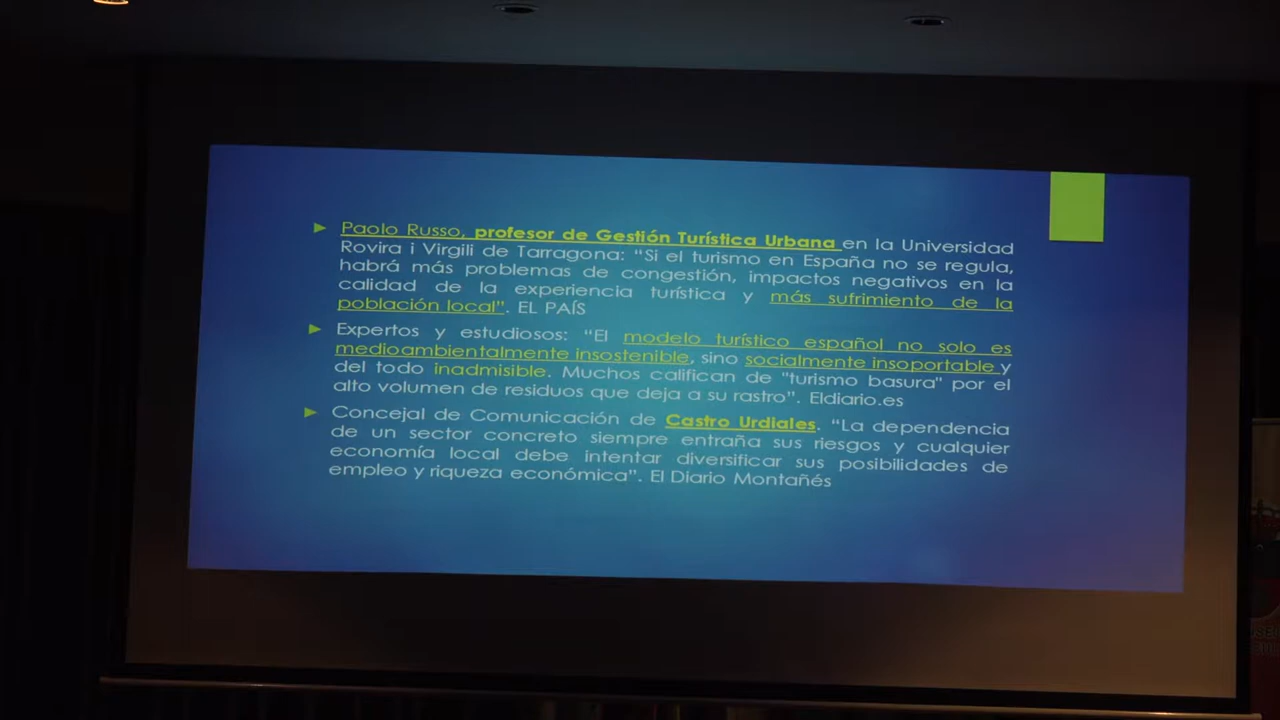 Paolo Russo, profesor de Gestión Turística Urbana en la Universidad
Rovira i Virgili de Tarragona: “Si el turismo en España no se regula,
habrá más problemas de congestión, impactos negativos en la
calidad de la experiencia turística y más sufrimiento de la
población local”. EL PAÍS
Expertos y estudiosos: “El modelo turístico español no solo es
medioambientalmente insostenible, sino socialmente insoportable y
del todo inadmisible. Muchos califican de "turismo basura" por el
alto volumen de residuos que deja a su rastro”. Eldiario.es
Concejal de Comunicación de Castro Urdiales. “La dependencia
de un sector concreto siempre entraña sus riesgos y cualquier
economía local debe intentar diversificar sus posibilidades de
empleo y riqueza económica”. El Diario Montañés